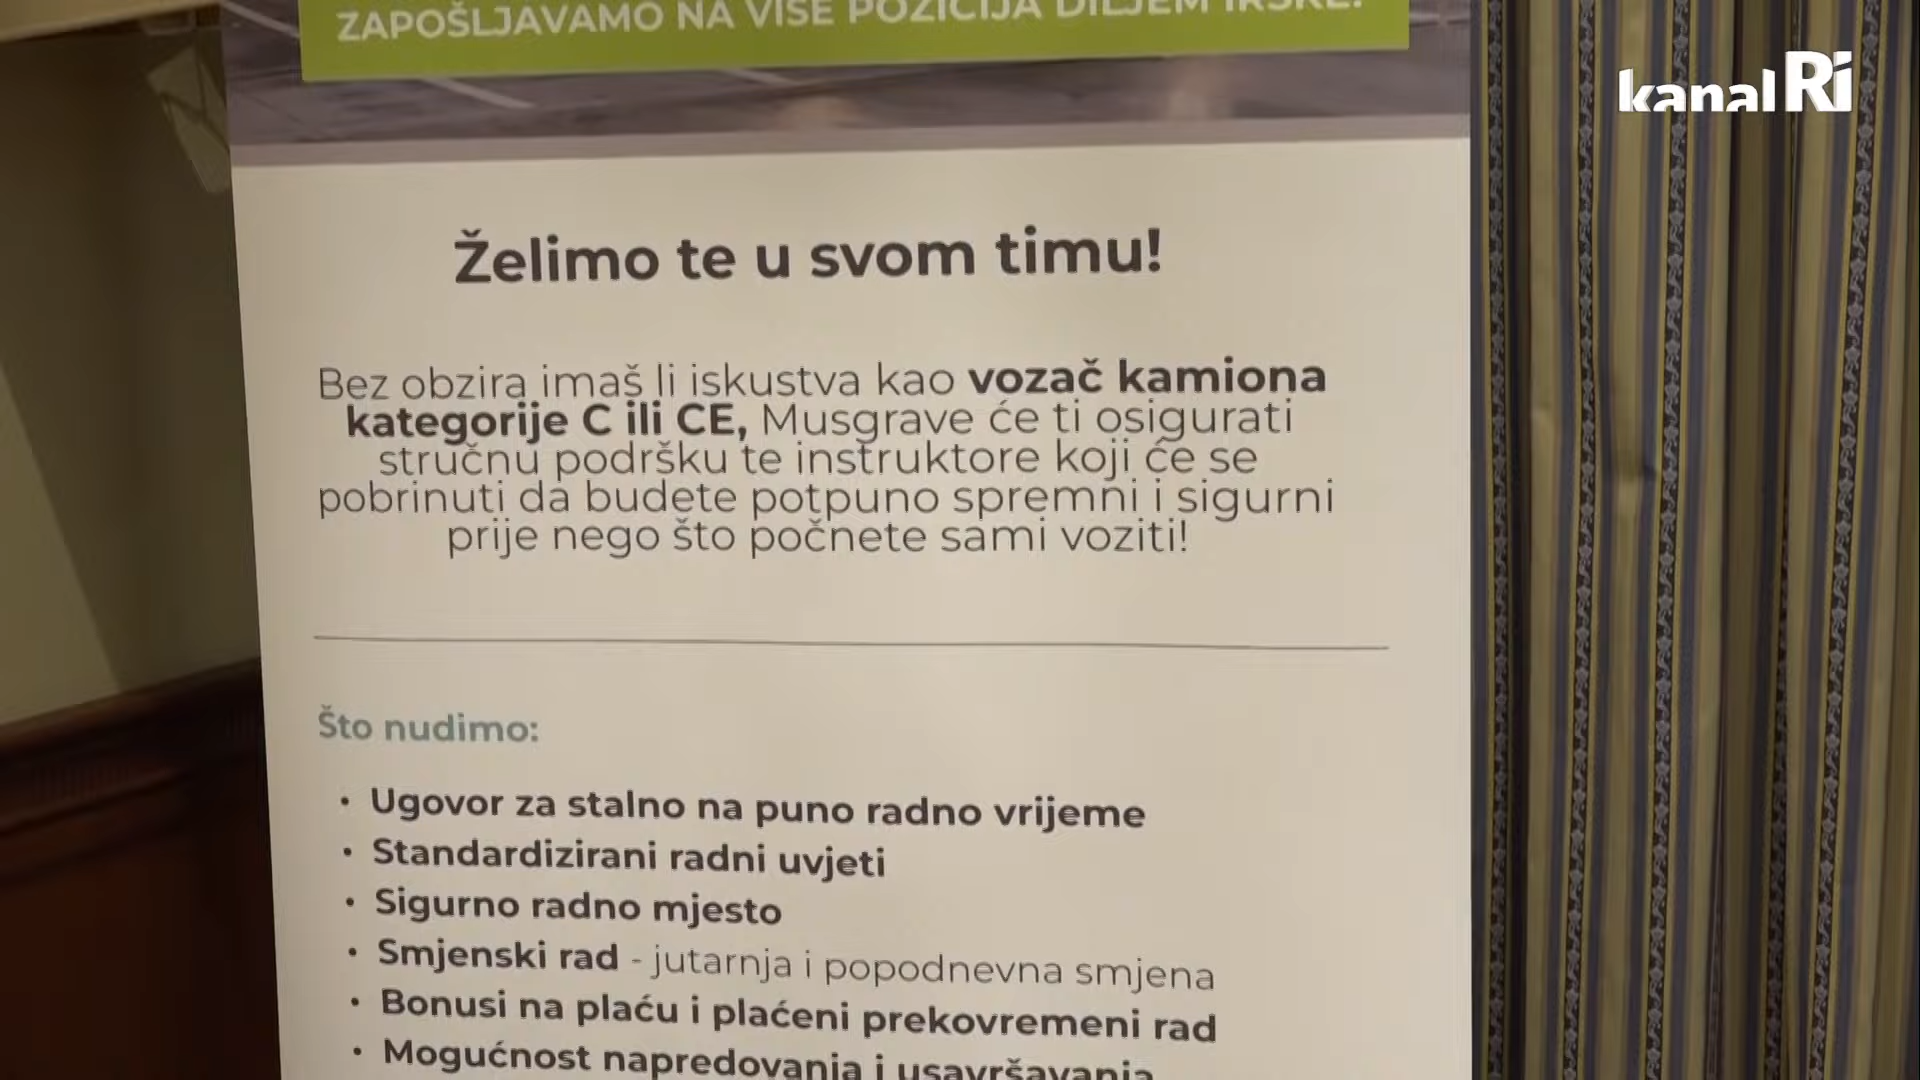 ZAPOŠLJAVAMO NA VIŠE POZICIJA DILJEM IRSKE!
kanalRi
Želimo te u svom timu!
Bez obzira imaš li iskustva kao vozač kamiona
kategorije C ili CE, Musgrave će ti osigurati
stručnu podršku te instruktore koji će se
pobrinuti da budete potpuno spremni i sigurni
prije nego što počnete sami voziti!
Što nudimo:
• Ugovor za stalno na puno radno vrijeme
• Standardizirani radni uvjeti
• Sigurno radno mjesto
• Smjenski rad - jutarnja i popodnevna smjena
• Bonusi na plaću i plaćeni prekovremeni rad
• Mogućnost napredovanja i usavršavanja